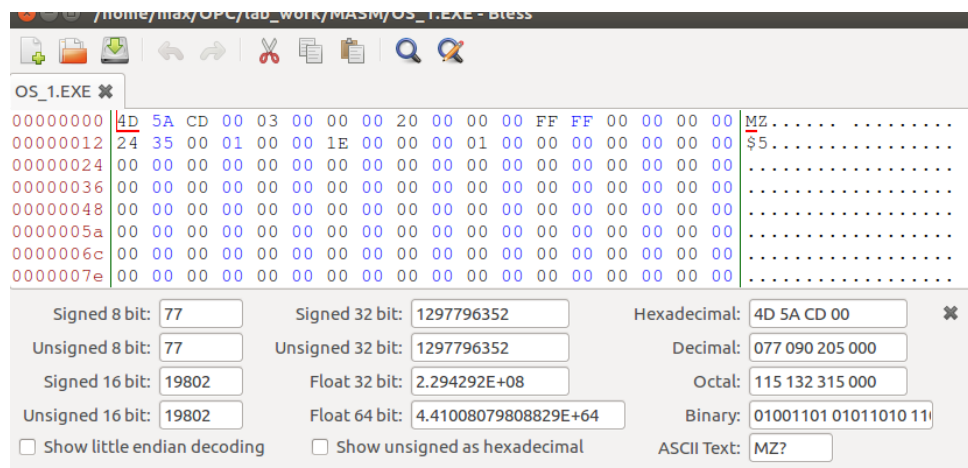 /home/max/OPC/lab_work/MASM/OS_1.EXE - Bless
OS_1.EXE
00000000 4D 5A CD 00 03 00 00 00 20 00 00 00 FF FF 00 00 00 00 MZ...... .........
00000012 24 35 00 01 00 00 1E 00 00 00 01 00 00 00 00 00 00 00 $5................
00000024 00 00 00 00 00 00 00 00 00 00 00 00 00 00 00 00 00 00 ..................
00000036 00 00 00 00 00 00 00 00 00 00 00 00 00 00 00 00 00 00 ..................
00000048 00 00 00 00 00 00 00 00 00 00 00 00 00 00 00 00 00 00 ..................
0000005a 00 00 00 00 00 00 00 00 00 00 00 00 00 00 00 00 00 00 ..................
0000006c 00 00 00 00 00 00 00 00 00 00 00 00 00 00 00 00 00 00 ..................
0000007e 00 00 00 00 00 00 00 00 00 00 00 00 00 00 00 00 00 00 ..................
Signed 8 bit: 77 Signed 32 bit: 1297796352 Hexadecimal: 4D 5A CD 00
Unsigned 8 bit: 77 Unsigned 32 bit: 1297796352 Decimal: 077 090 205 000
Signed 16 bit: 19802 Float 32 bit: 2.294292E+08 Octal: 115 132 315 000
Unsigned 16 bit: 19802 Float 64 bit: 4.41008079808829E+64 Binary: 01001101 01011010 11(
Show little endian decoding Show unsigned as hexadecimal ASCII Text: MZ?